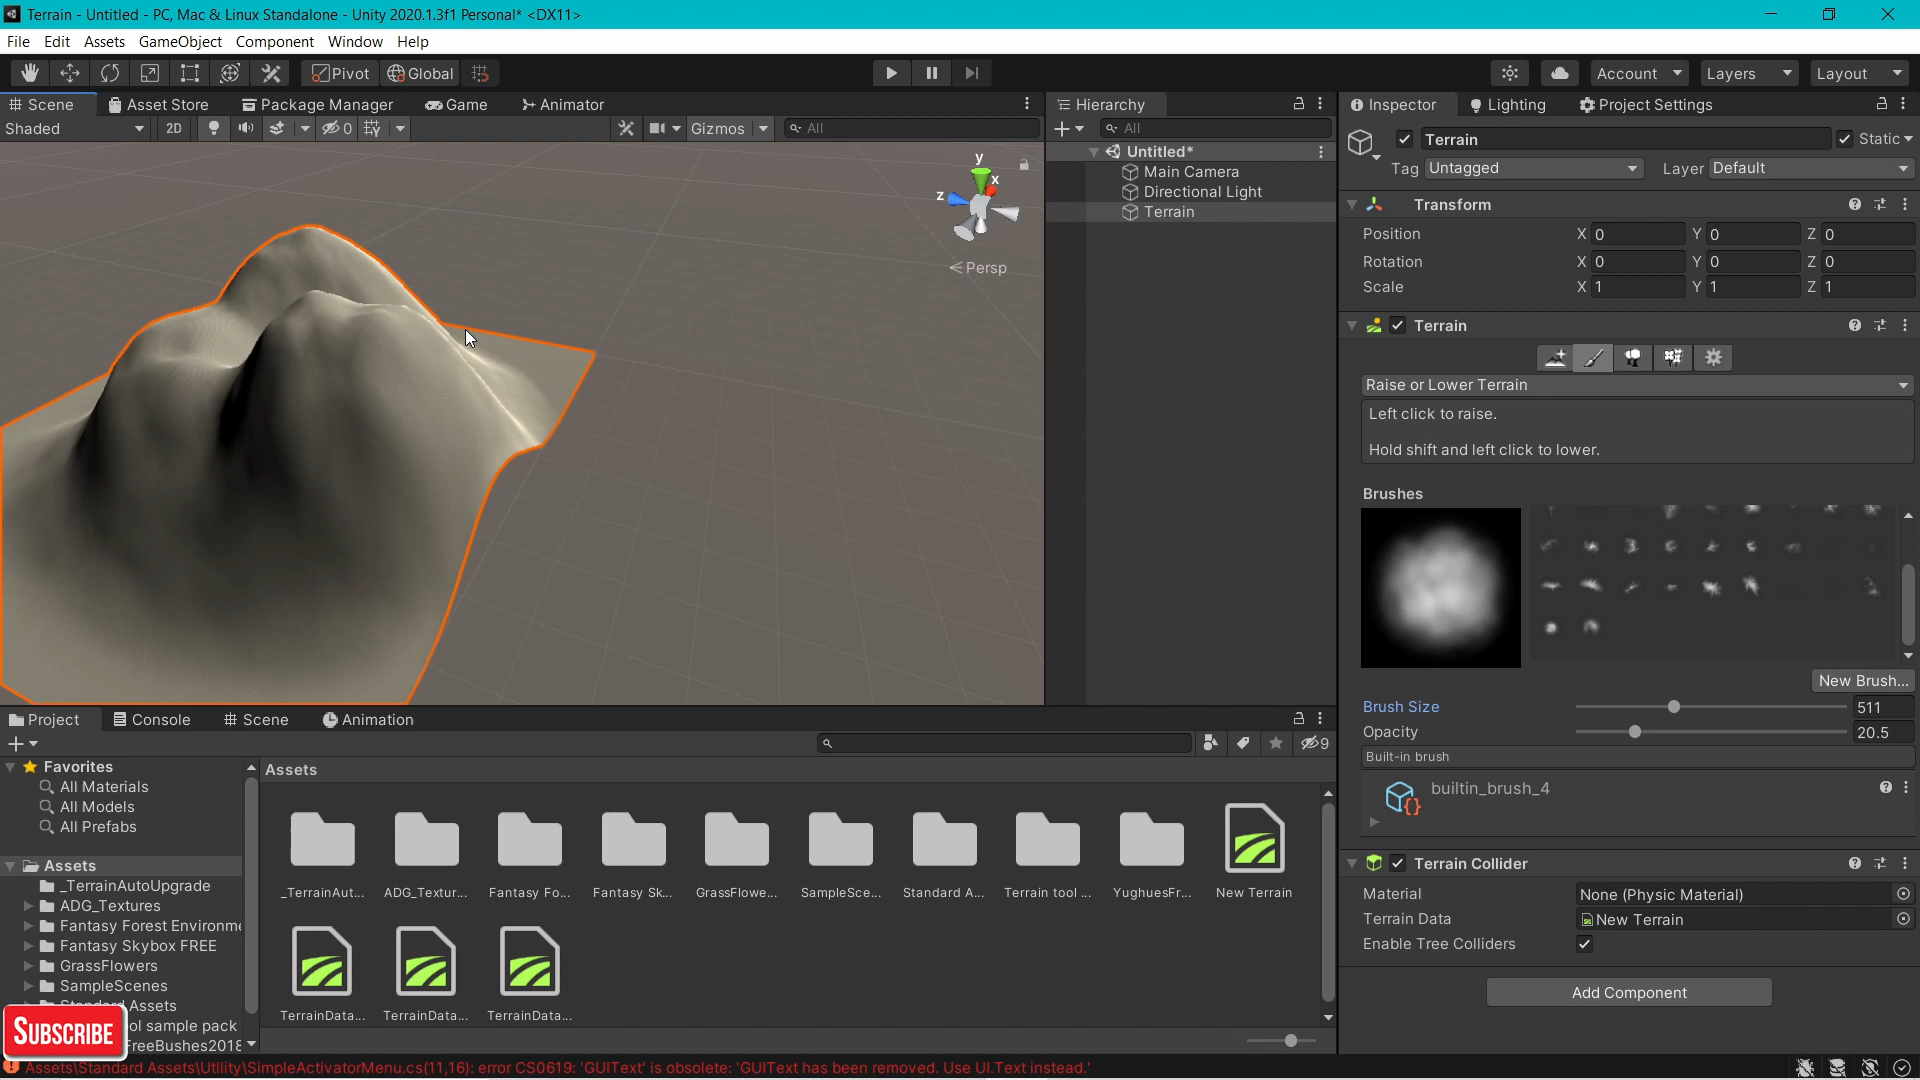 Terrain - Untitled - PC, Mac & Linux Standalone - Unity 2020.1.3f1 Personal* <DX11>
File Edit Assets GameObject Component Window Help
Pivot Global Account Layers Layout
Scene Asset Store Package Manager Game Animator
Shaded 2D 0 Gizmos All
y
x
z
Persp
Hierarchy
All
Untitled*
Main Camera
Directional Light
Terrain
Inspector Lighting Project Settings
Terrain Static
Tag Untagged Layer Default
Transform
Position X 0 Y 0 Z 0
Rotation X 0 Y 0 Z 0
Scale X 1 Y 1 Z 1
Terrain
Raise or Lower Terrain
Left click to raise.
Hold shift and left click to lower.
Brushes
New Brush...
Brush Size 511
Opacity 20.5
Built-in brush
builtin_brush_4
Terrain Collider
Material None (Physic Material)
Terrain Data New Terrain
Enable Tree Colliders
Add Component
Project Console Scene Animation
9
Favorites
All Materials
All Models
All Prefabs
Assets
_TerrainAutoUpgrade
ADG_Textures
Fantasy Forest Environme
Fantasy Skybox FREE
GrassFlowers
SampleScenes
Standard Assets
ol sample pack
FreeBushes2018
Assets
_TerrainAut... ADG_Textur... Fantasy Fo... Fantasy Sk... GrassFlowe... SampleSce... Standard A... Terrain tool ... YughuesFr... New Terrain
TerrainData... TerrainData... TerrainData...
SUBSCRIBE
Assets\Standard Assets\Utility\SimpleActivatorMenu.cs(11,16): error CS0619: 'GUIText' is obsolete: 'GUIText has been removed. Use UI.Text instead.'